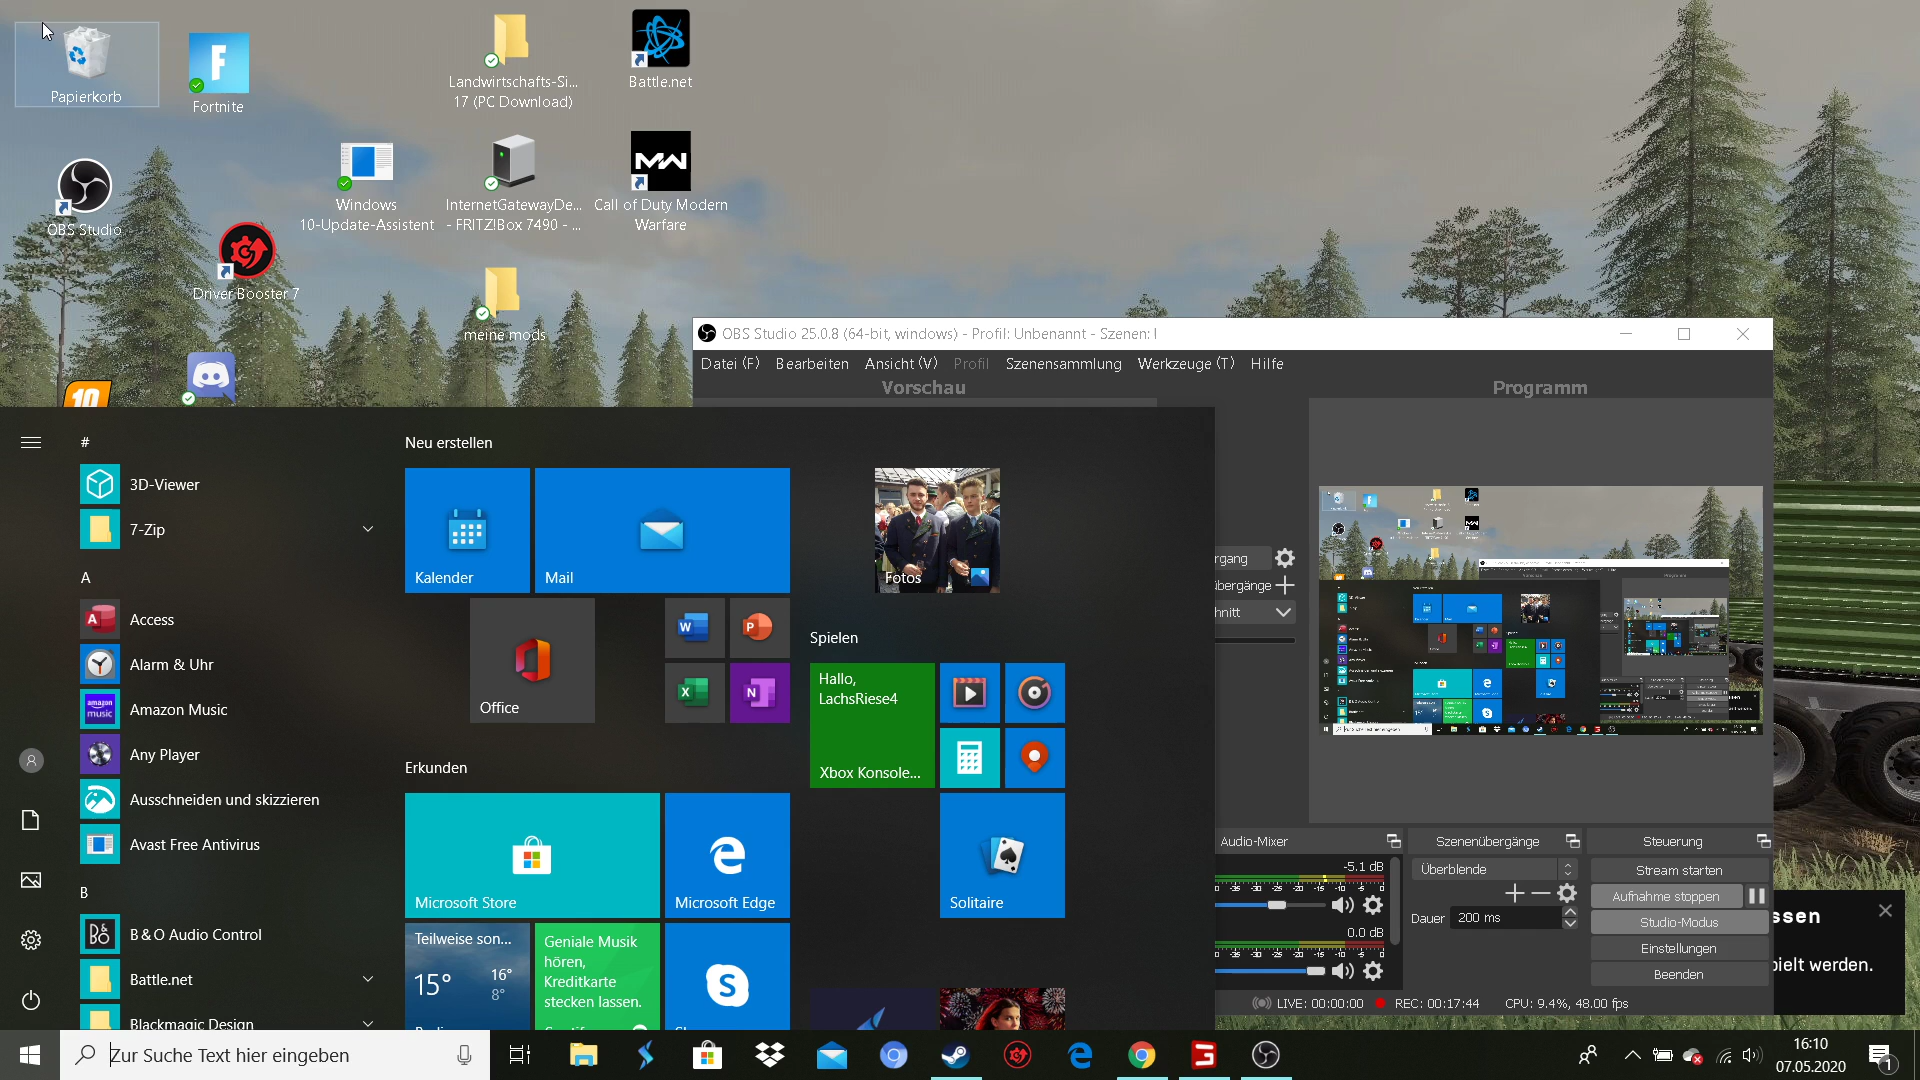 Papierkorb
Fortnite
Landwirtschafts-Si...
17 (PC Download)
Battle.net
OBS Studio
Windows
10-Update-Assistent
InternetGatewayDe...
- FRITZ!Box 7490 - ...
MW
Call of Duty Modern
Warfare
Driver Booster 7
meine mods
OBS Studio 25.0.8 (64-bit, windows) - Profil: Unbenannt - Szenen: !
Datei (F) Bearbeiten Ansicht (V) Profil Szenensammlung Werkzeuge (T) Hilfe
Vorschau
Programm
#
3D-Viewer
7-Zip
A
Access
Alarm & Uhr
amazon music
Amazon Music
Any Player
Ausschneiden und skizzieren
Avast Free Antivirus
B
B & O Audio Control
Battle.net
Blackmagic Design
Neu erstellen
Kalender
Mail
Fotos
Office
Spielen
Hallo,
LachsRiese4
Xbox Konsole...
Erkunden
Microsoft Store
Microsoft Edge
Solitaire
Teilweise son...
15° 16°
8°
Geniale Musik
hören,
Kreditkarte
stecken lassen.
rgang
übergänge
hnitt
Audio-Mixer
-5.1 dB
0.0 dB
Szenenübergänge
Überblende
Dauer 200 ms
Steuerung
Stream starten
Aufnahme stoppen
Studio-Modus
Einstellungen
Beenden
LIVE: 00:00:00 REC: 00:17:44 CPU: 9.4%, 48.00 fps
ssen
pielt werden.
Zur Suche Text hier eingeben
16:10
07.05.2020
1